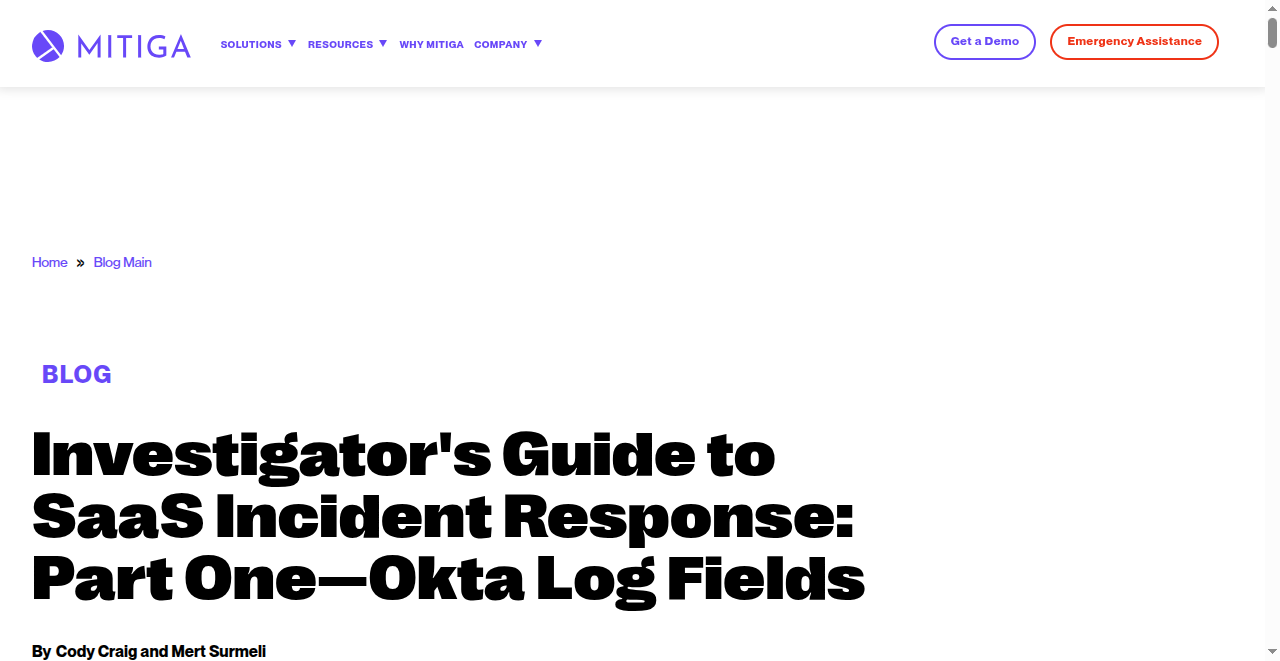 MITIGA
SOLUTIONS ▼ RESOURCES ▼ WHY MITIGA COMPANY ▼
Get a Demo
Emergency Assistance
Home » Blog Main
BLOG
Investigator's Guide to
SaaS Incident Response:
Part One—Okta Log Fields
By Cody Craig and Mert Surmeli